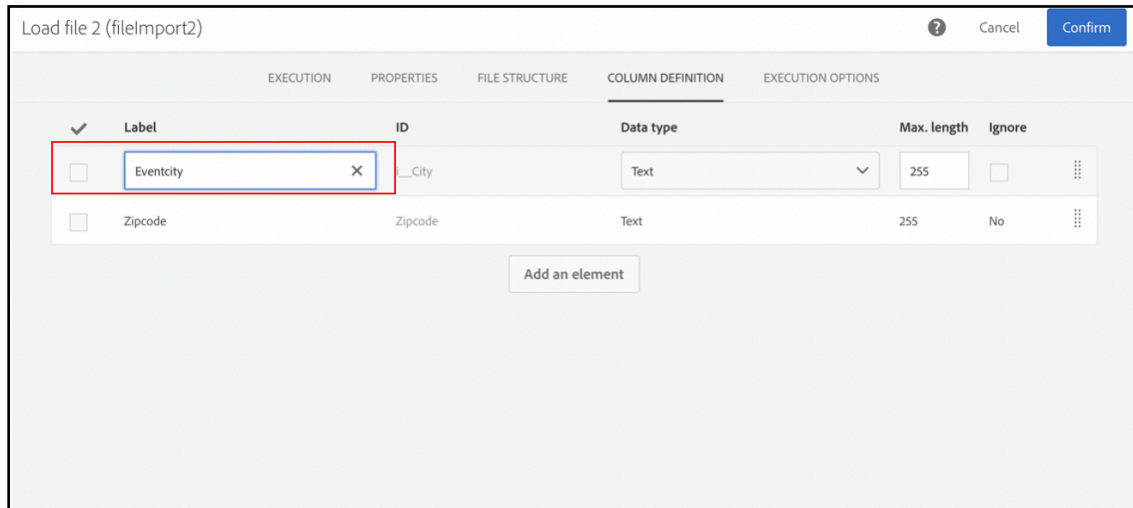 Load file 2 (fileImport2) ? Cancel Confirm
EXECUTION PROPERTIES FILE STRUCTURE COLUMN DEFINITION EXECUTION OPTIONS
Label ID Data type Max. length Ignore
Eventcity i__City Text 255
Zipcode Zipcode Text 255 No
Add an element